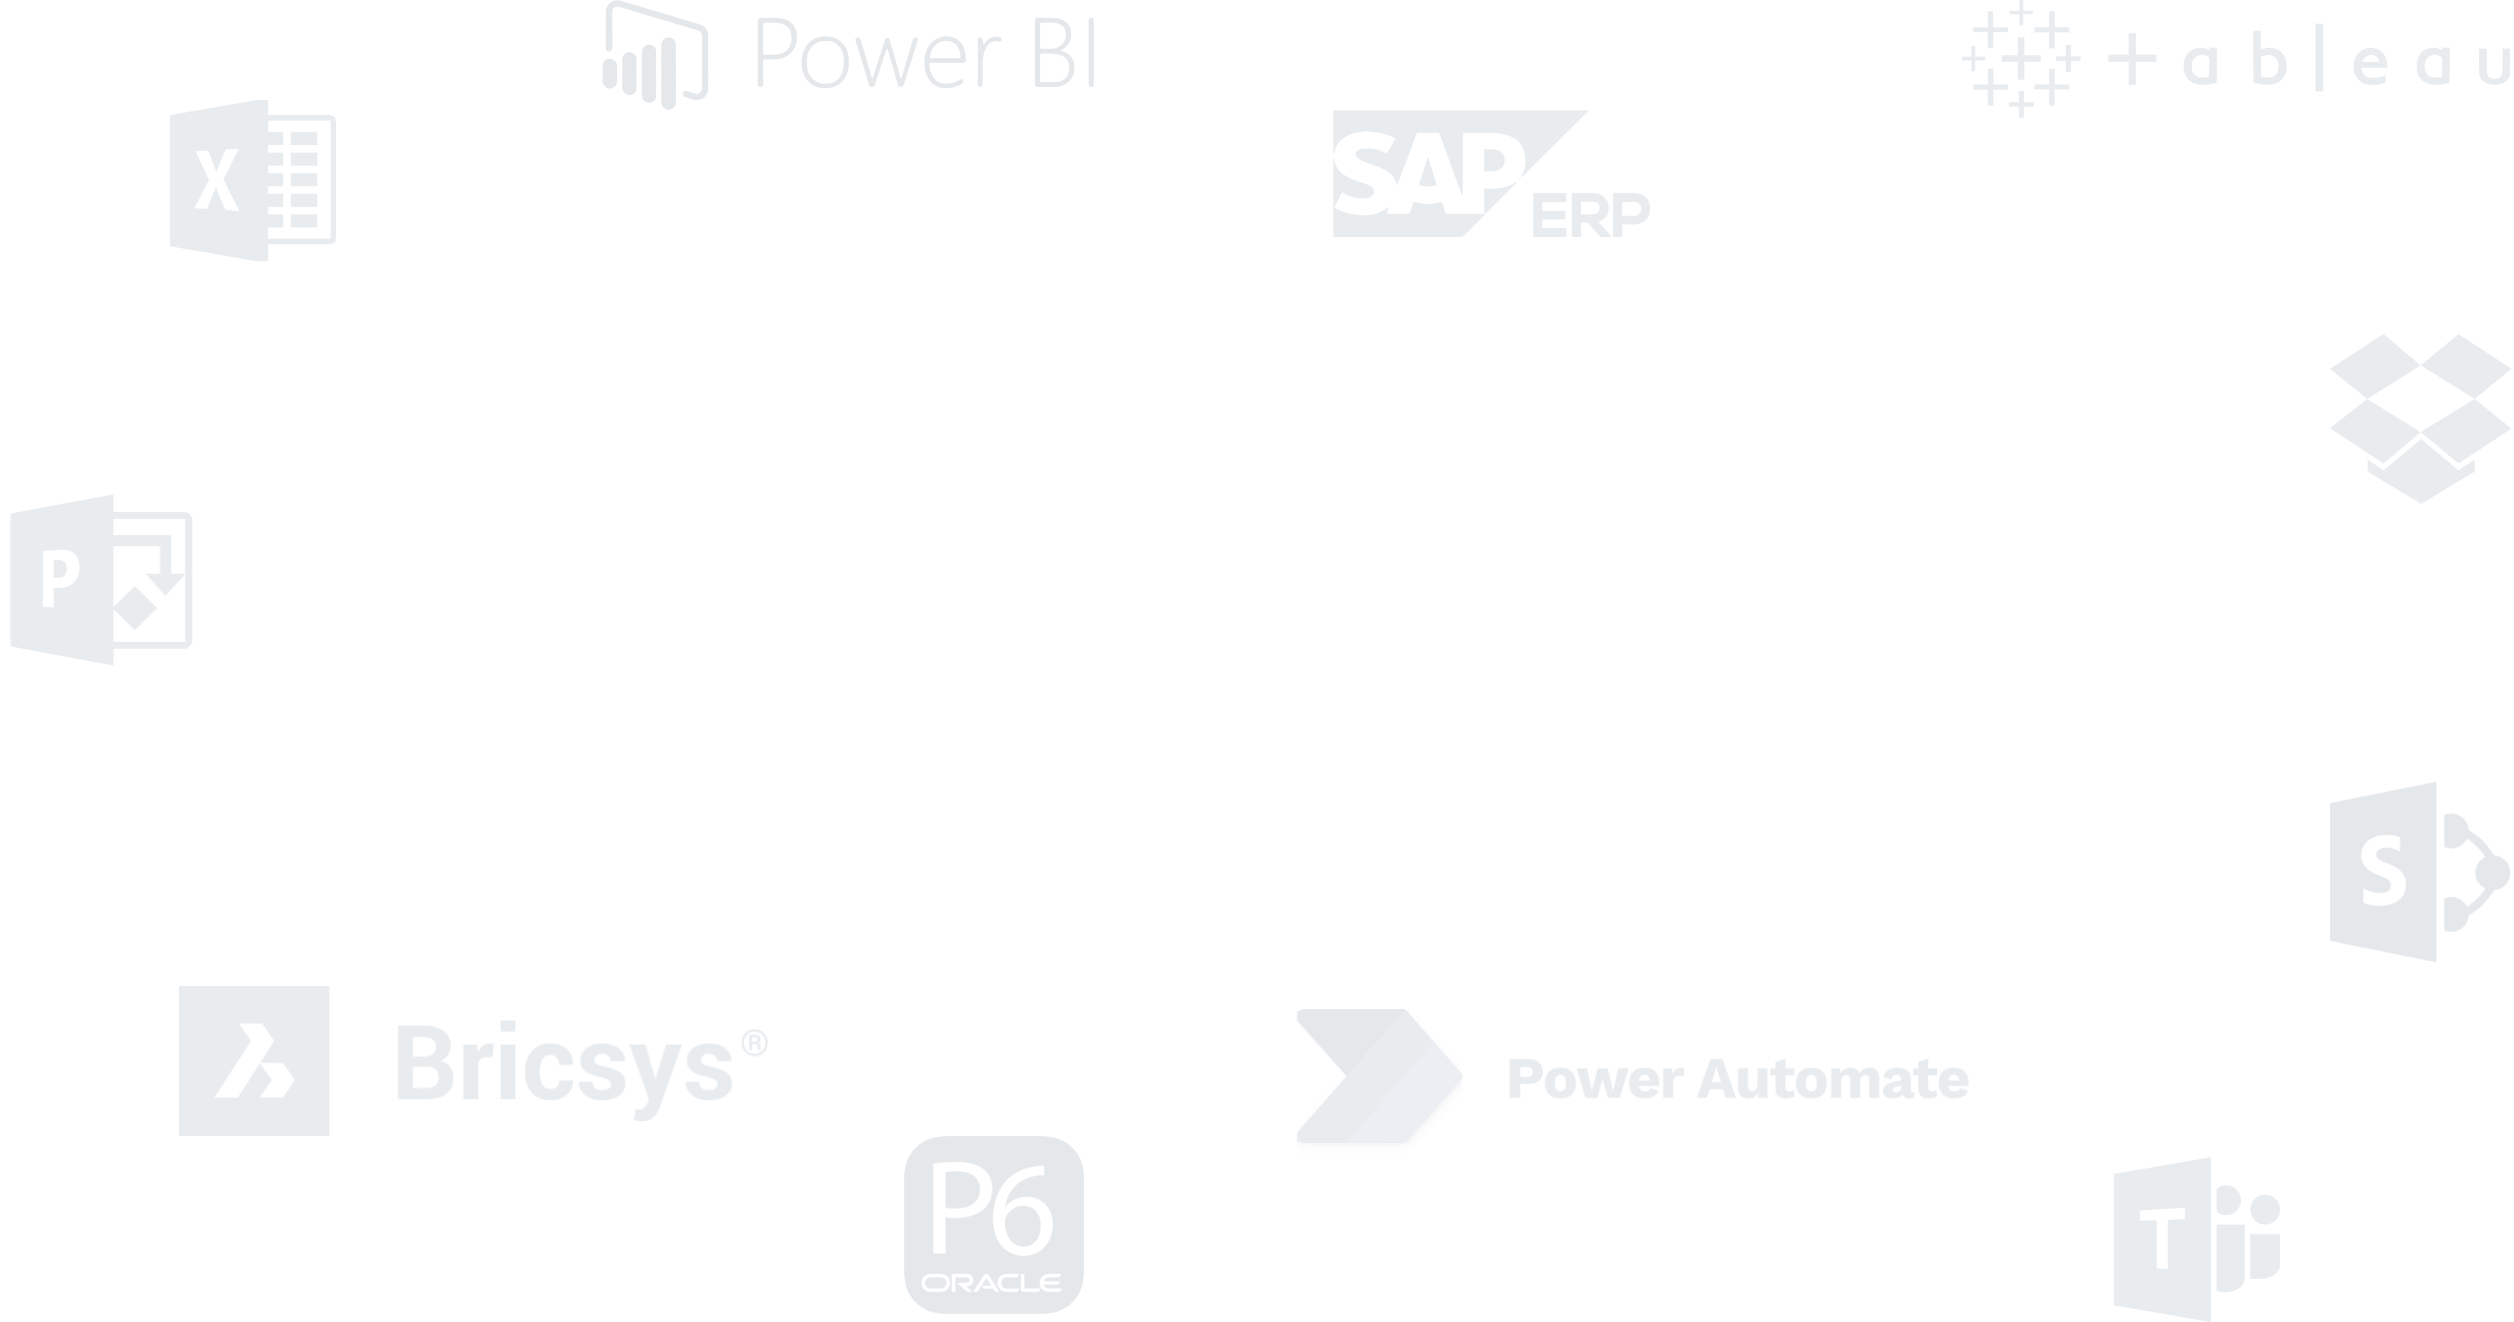 Power BI
+ a b l e a u
X
SAP
ERP
P
S
Bricsys®
Power Automate
P6
ORACLE
T